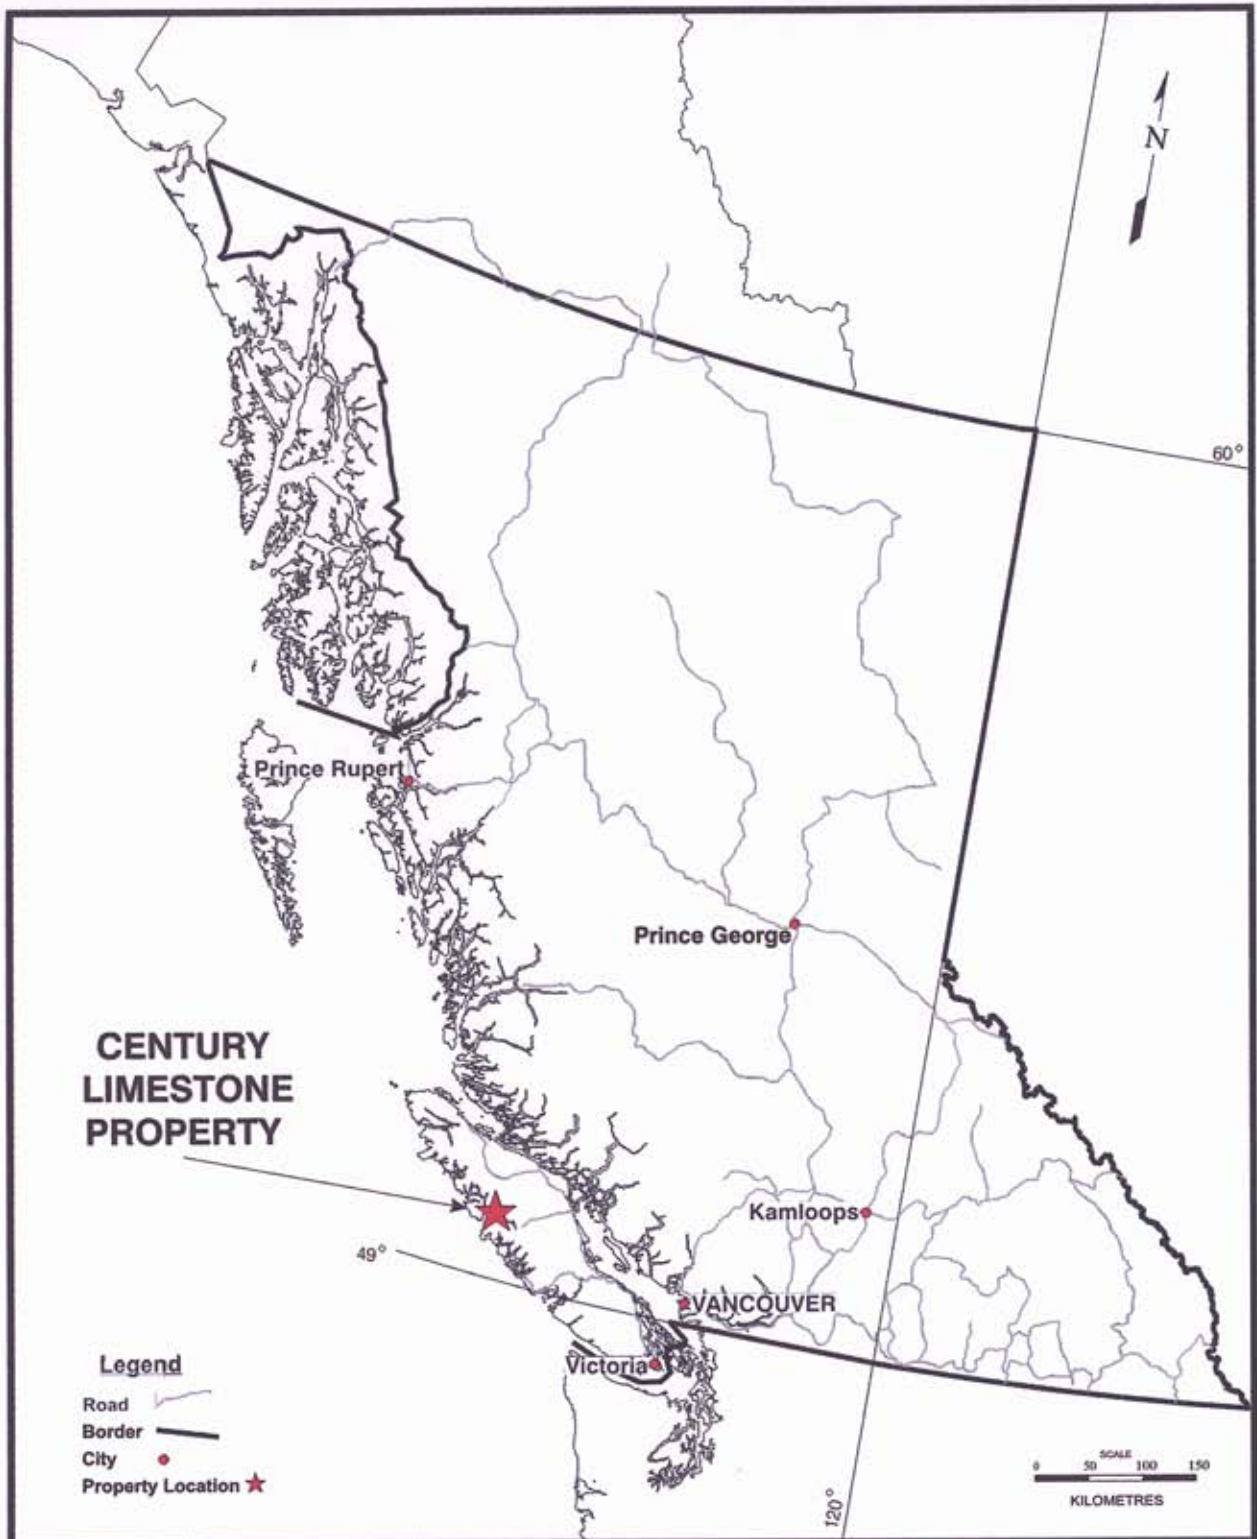 N
60°
Prince Rupert
Prince George
CENTURY
LIMESTONE
PROPERTY
Kamloops
49°
VANCOUVER
Victoria
Legend
Road
Border
City
Property Location
SCALE
0 50 100 150
KILOMETRES
120°